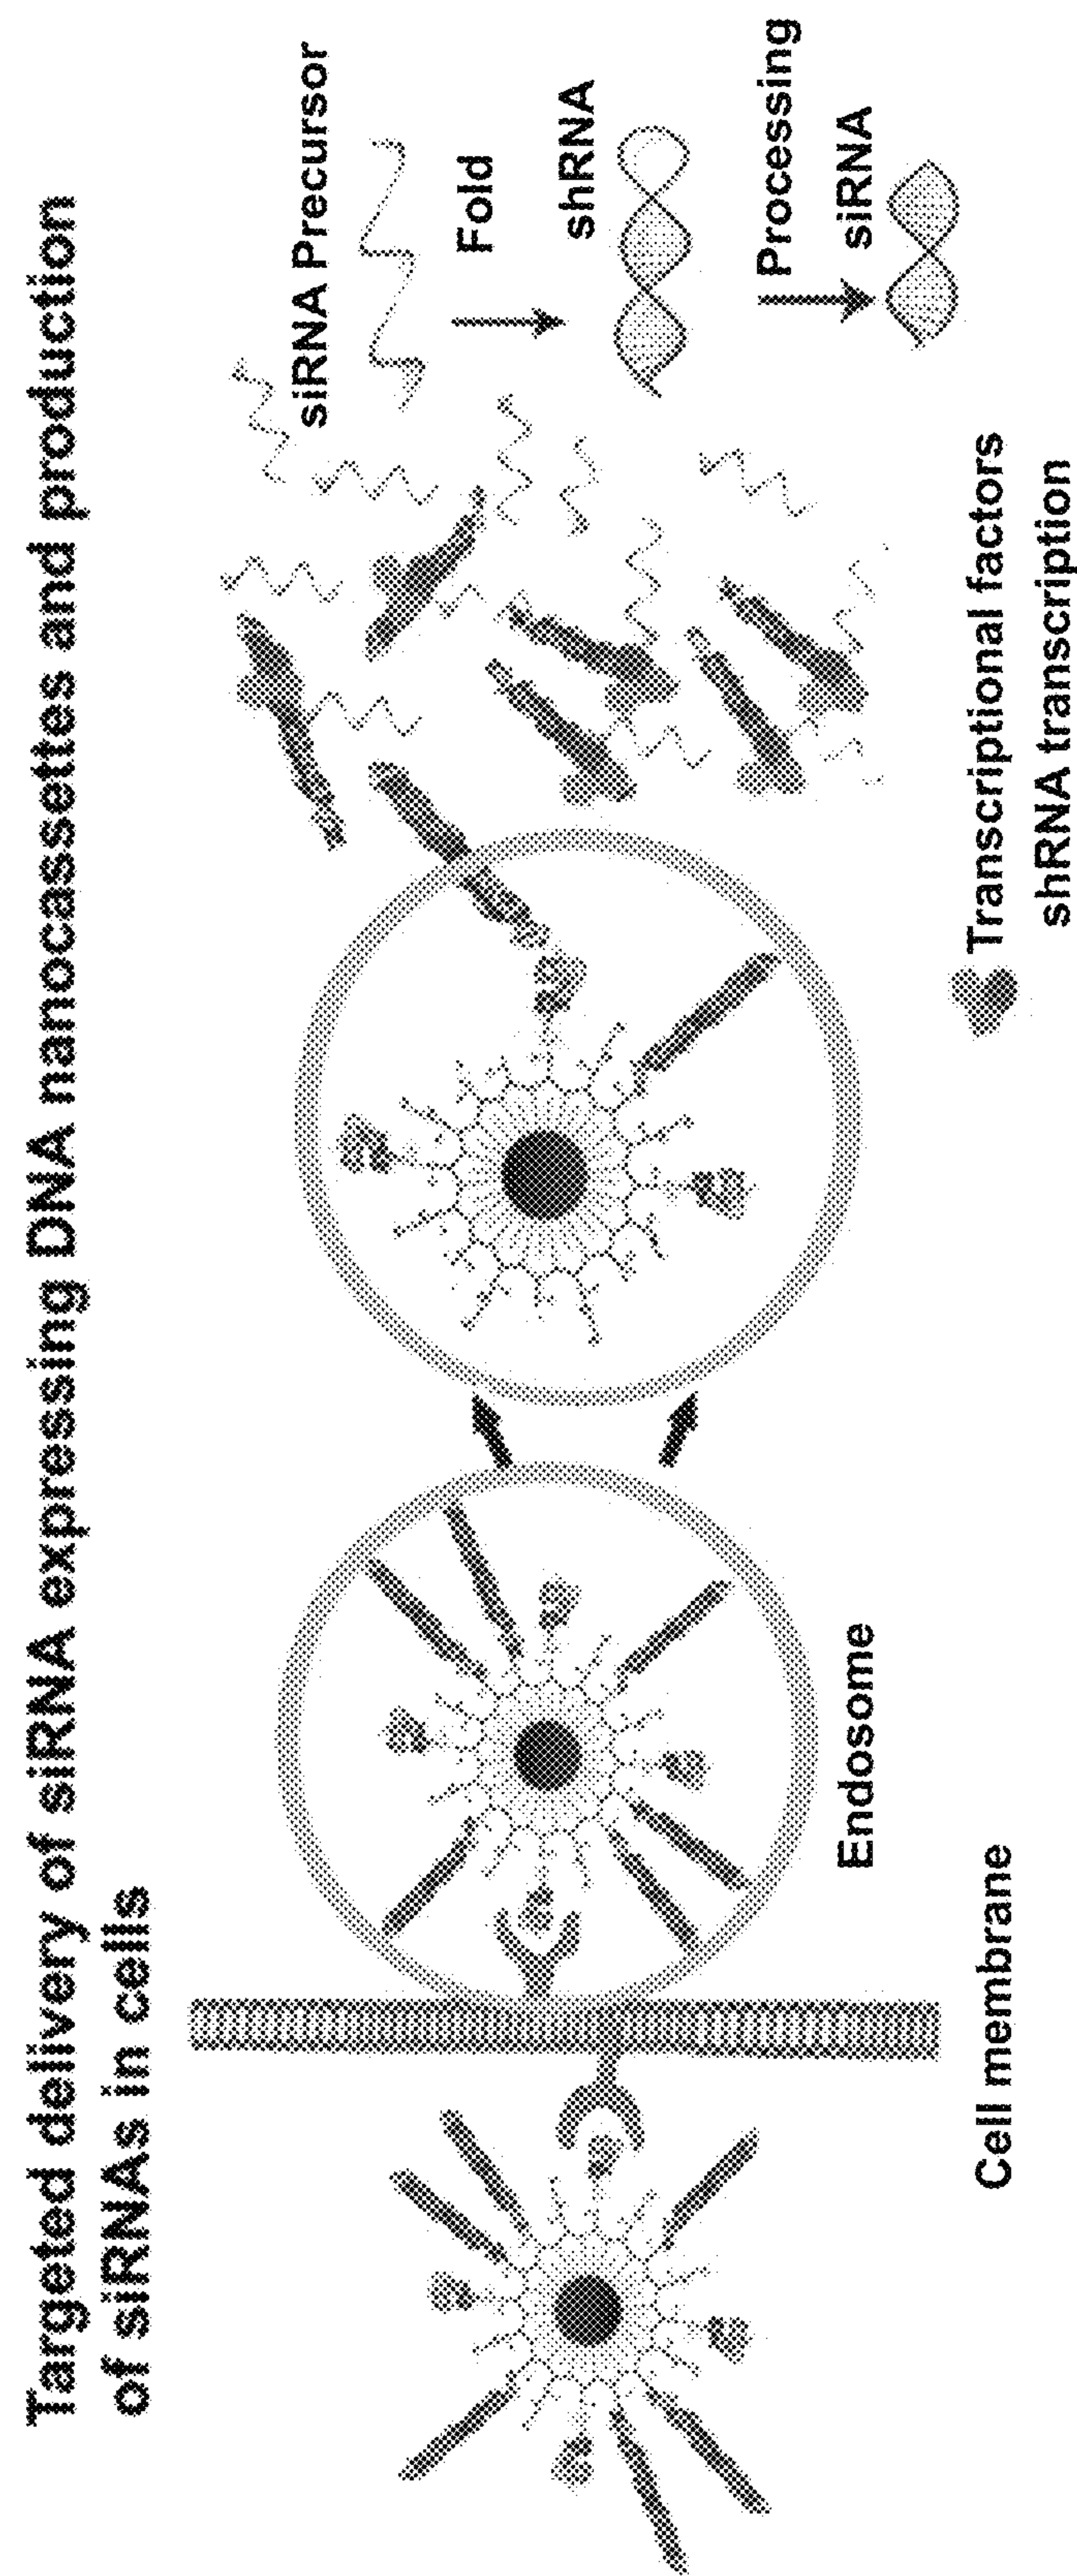 Targeted delivery of siRNA expressing DNA nanocassettes and production
of siRNAs in cells
siRNA Precursor
Fold
shRNA
Processing
siRNA
Endosome
Cell membrane
Transcriptional factors
shRNA transcription